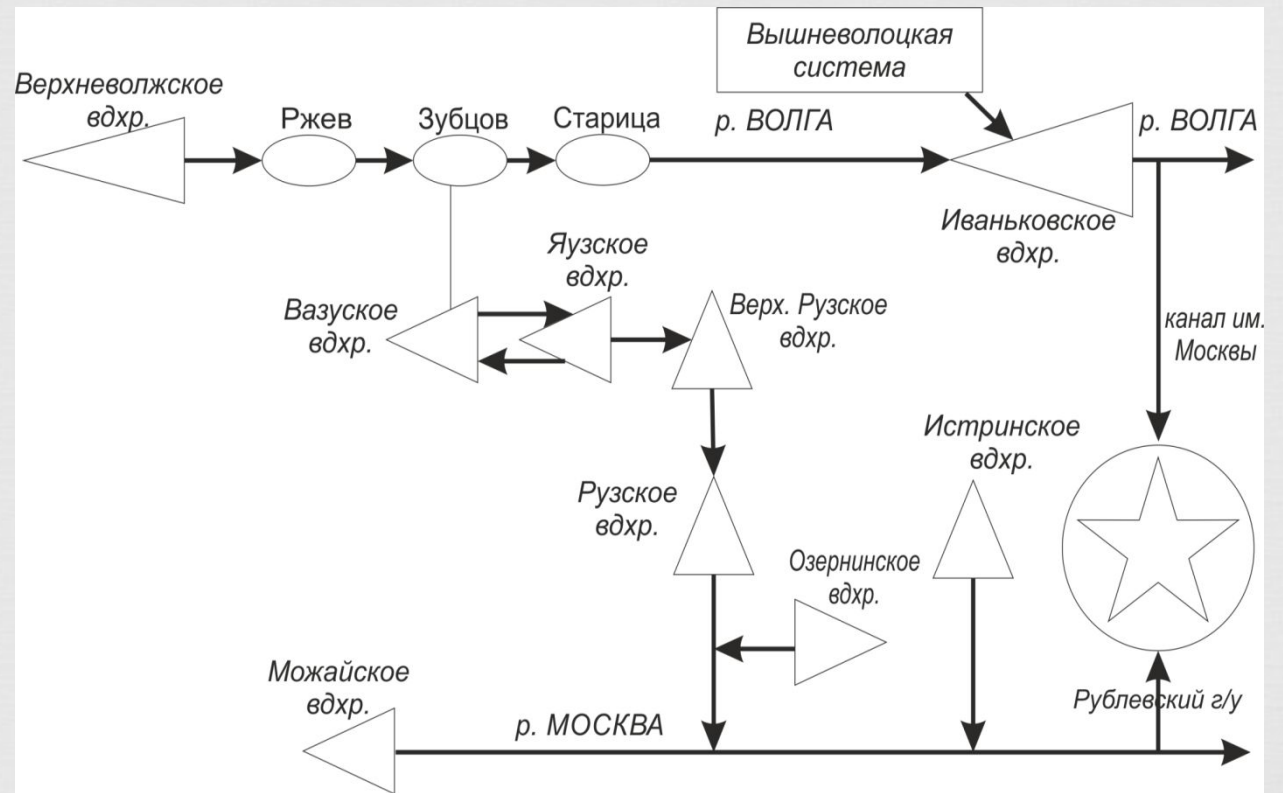 Вышневолоцкая
система
Верхневолжское
вдхр.
Ржев
Зубцов
Старица
р. ВОЛГА
р. ВОЛГА
Иваньковское
вдхр.
Яузское
вдхр.
Вазуское
вдхр.
Верх. Рузское
вдхр.
канал им.
Москвы
Истринское
вдхр.
Рузское
вдхр.
Озернинское
вдхр.
Можайское
вдхр.
р. МОСКВА
Рублевский г/у